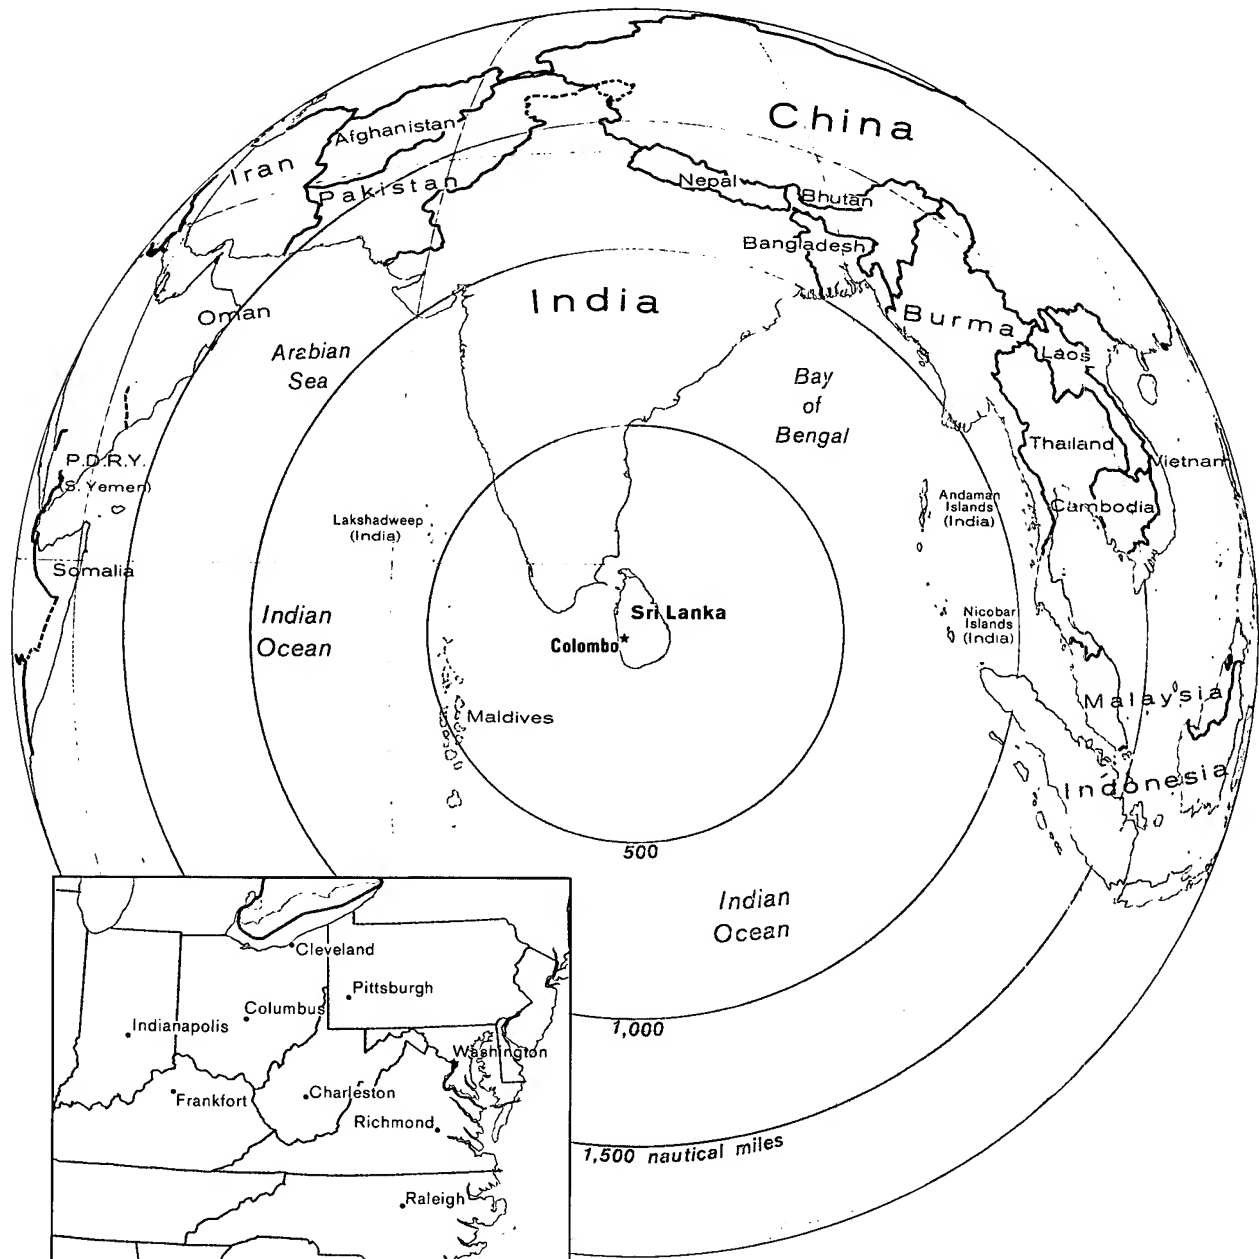 China
Afghanistan
Iran
Pakistan
Nepal
Bhutan
Bangladesh
India
Burma
Oman
Laos
Arabian
Sea
Bay
of
Bengal
Thailand
P.D.R.Y.
(S. Yemen)
Vietnam
Andaman
Islands
(India)
Cambodia
Lakshadweep
(India)
Somalia
Indian
Ocean
Sri Lanka
Colombo
Nicobar
Islands
(India)
Malaysia
Maldives
Indonesia
500
Indian
Ocean
1,000
1,500 nautical miles
Cleveland
Pittsburgh
Columbus
Indianapolis
Washington
Frankfort
Charleston
Richmond
Raleigh